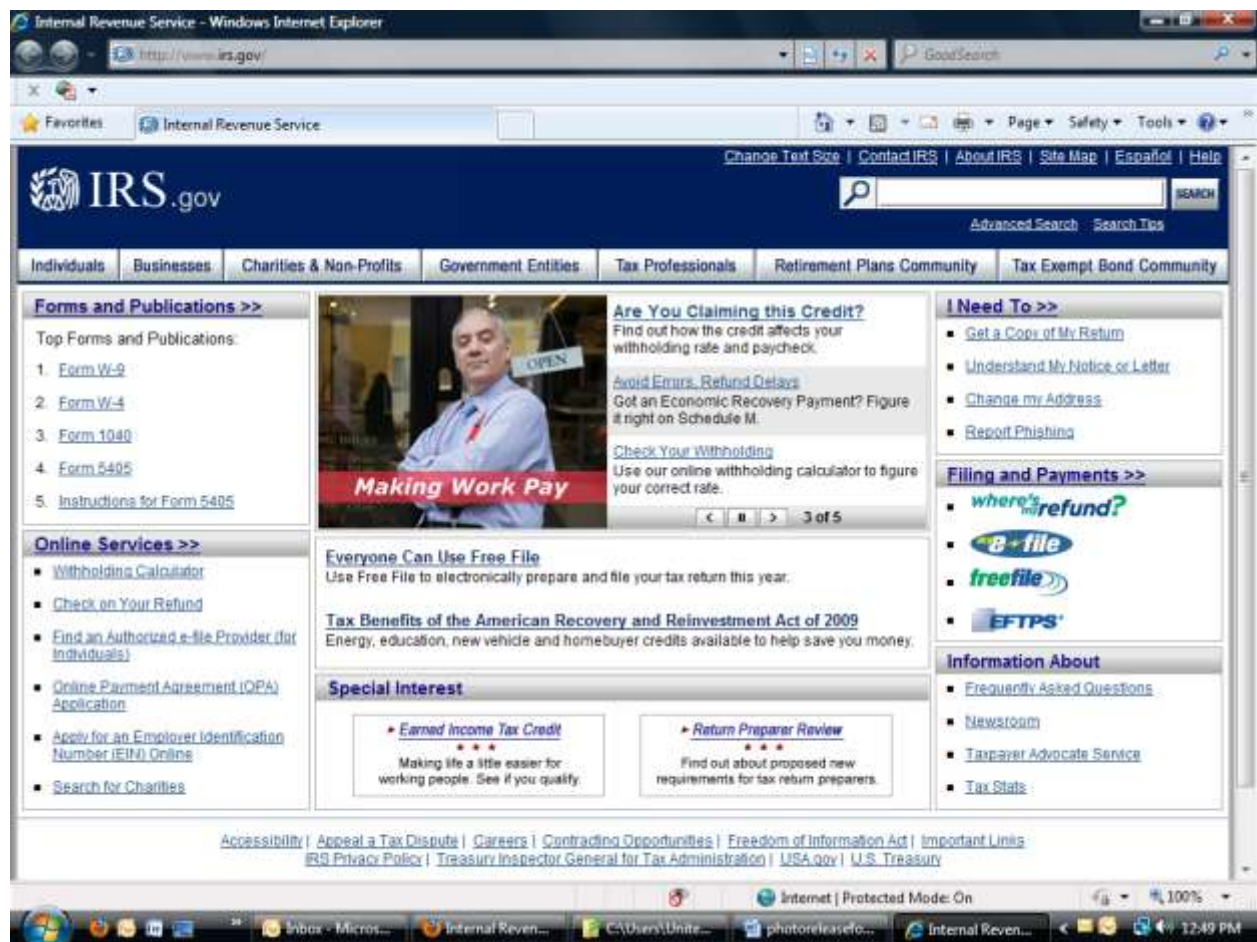 Internal Revenue Service - Windows Internet Explorer
http://www.irs.gov/
GoodSearch
Favorites
Internal Revenue Service
Page
Safety
Tools
Change Text Size | Contact IRS | About IRS | Site Map | Español | Help
IRS.gov
SEARCH
Advanced Search Search Tips
Individuals
Businesses
Charities & Non-Profits
Government Entities
Tax Professionals
Retirement Plans Community
Tax Exempt Bond Community
Forms and Publications >>
Top Forms and Publications:
1. Form W-9
2. Form W-4
3. Form 1040
4. Form 5405
5. Instructions for Form 5405
Online Services >>
Withholding Calculator
Check on Your Refund
Find an Authorized e-file Provider (for
Individuals)
Online Payment Agreement (OPA)
Application
Apply for an Employer Identification
Number (EIN) Online
Search for Charities
OPEN
Making Work Pay
Are You Claiming this Credit?
Find out how the credit affects your
withholding rate and paycheck.
Avoid Errors, Refund Delays
Got an Economic Recovery Payment? Figure
it right on Schedule M.
Check Your Withholding
Use our online withholding calculator to figure
your correct rate.
< II > 3 of 5
Everyone Can Use Free File
Use Free File to electronically prepare and file your tax return this year.
Tax Benefits of the American Recovery and Reinvestment Act of 2009
Energy, education, new vehicle and homebuyer credits available to help save you money.
Special Interest
Earned Income Tax Credit
Making life a little easier for
working people. See if you qualify.
Return Preparer Review
Find out about proposed new
requirements for tax return preparers.
I Need To >>
Get a Copy of My Return
Understand My Notice or Letter
Change my Address
Report Phishing
Filing and Payments >>
where's my refund?
e-file
freefile
EFTPS
Information About
Frequently Asked Questions
Newsroom
Taxpayer Advocate Service
Tax Stats
Accessibility | Appeal a Tax Dispute | Careers | Contracting Opportunities | Freedom of Information Act | Important Links
IRS Privacy Policy | Treasury Inspector General for Tax Administration | USA.gov | U.S. Treasury
Internet | Protected Mode: On
100%
Inbox - Micros...
Internal Reven...
C:\Users\Unite...
photoreleasefo...
Internal Reven...
12:49 PM